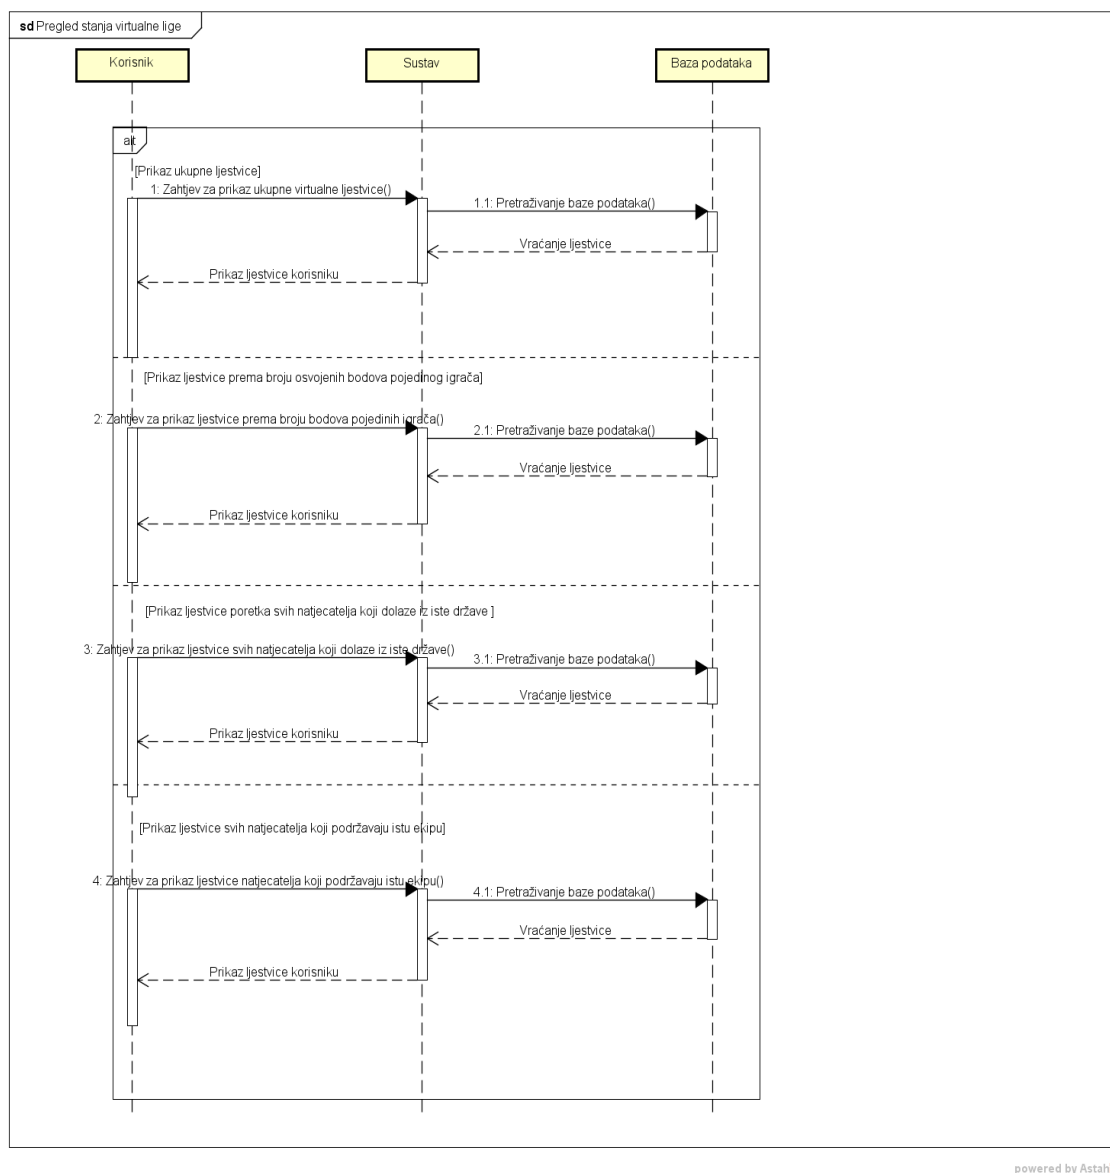 sd Pregled stanja virtualne lige
Korisnik
Sustav
Baza podataka
alt
[Prikaz ukupne ljestvice]
1: Zahtjev za prikaz ukupne virtualne ljestvice()
1.1: Pretraživanje baze podataka()
Vraćanje ljestvice
Prikaz ljestvice korisniku
[Prikaz ljestvice prema broju osvojenih bodova pojedinog igrača]
2: Zahtjev za prikaz ljestvice prema broju bodova pojedinih igrača()
2.1: Pretraživanje baze podataka()
Vraćanje ljestvice
Prikaz ljestvice korisniku
[Prikaz ljestvice poretka svih natjecatelja koji dolaze iz iste države ]
3: Zahtjev za prikaz ljestvice svih natjecatelja koji dolaze iz iste države()
3.1: Pretraživanje baze podataka()
Vraćanje ljestvice
Prikaz ljestvice korisniku
[Prikaz ljestvice svih natjecatelja koji podržavaju istu ekipu]
4: Zahtjev za prikaz ljestvice natjecatelja koji podržavaju istu ekipu()
4.1: Pretraživanje baze podataka()
Vraćanje ljestvice
Prikaz ljestvice korisniku
powered by Astah